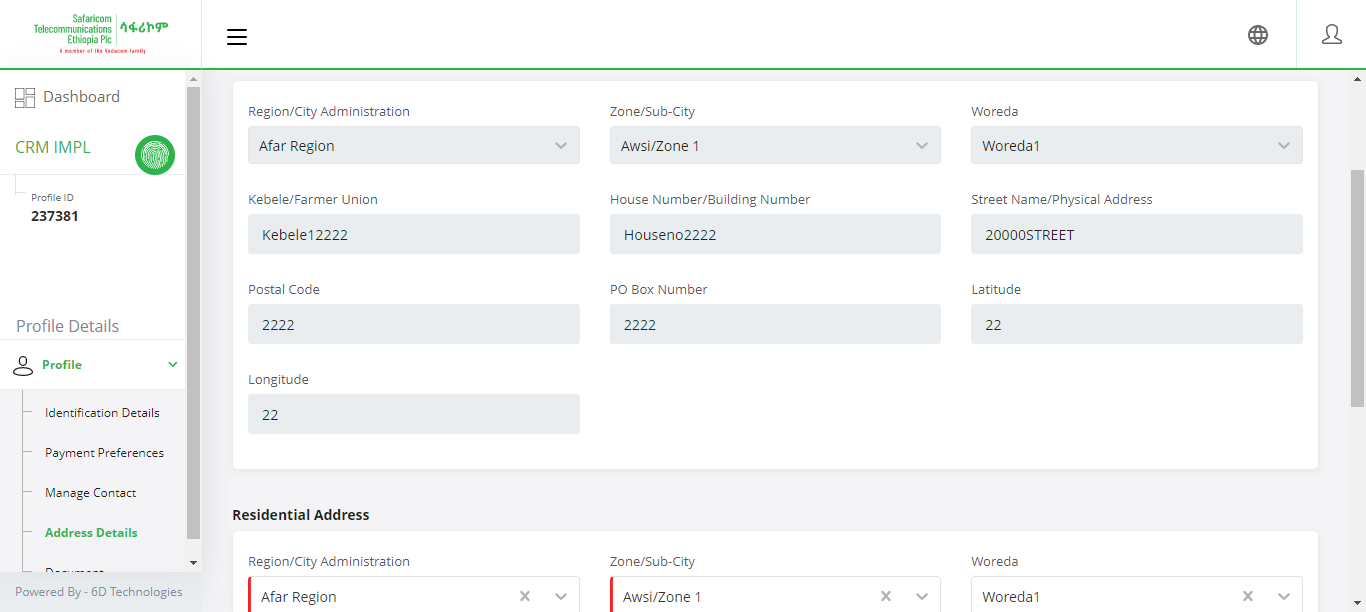 Safaricom
Telecommunications
Ethiopia Plc
ሳፋሪኮም
A member of the Vodacom family
Dashboard
CRM IMPL
Profile ID
237381
Profile Details
Profile
Identification Details
Payment Preferences
Manage Contact
Address Details
Document
Powered By - 6D Technologies
Region/City Administration
Zone/Sub-City
Woreda
Afar Region
Awsi/Zone 1
Woreda1
Kebele/Farmer Union
House Number/Building Number
Street Name/Physical Address
Kebele12222
Houseno2222
20000STREET
Postal Code
PO Box Number
Latitude
2222
2222
22
Longitude
22
Residential Address
Region/City Administration
Zone/Sub-City
Woreda
Afar Region
Awsi/Zone 1
Woreda1